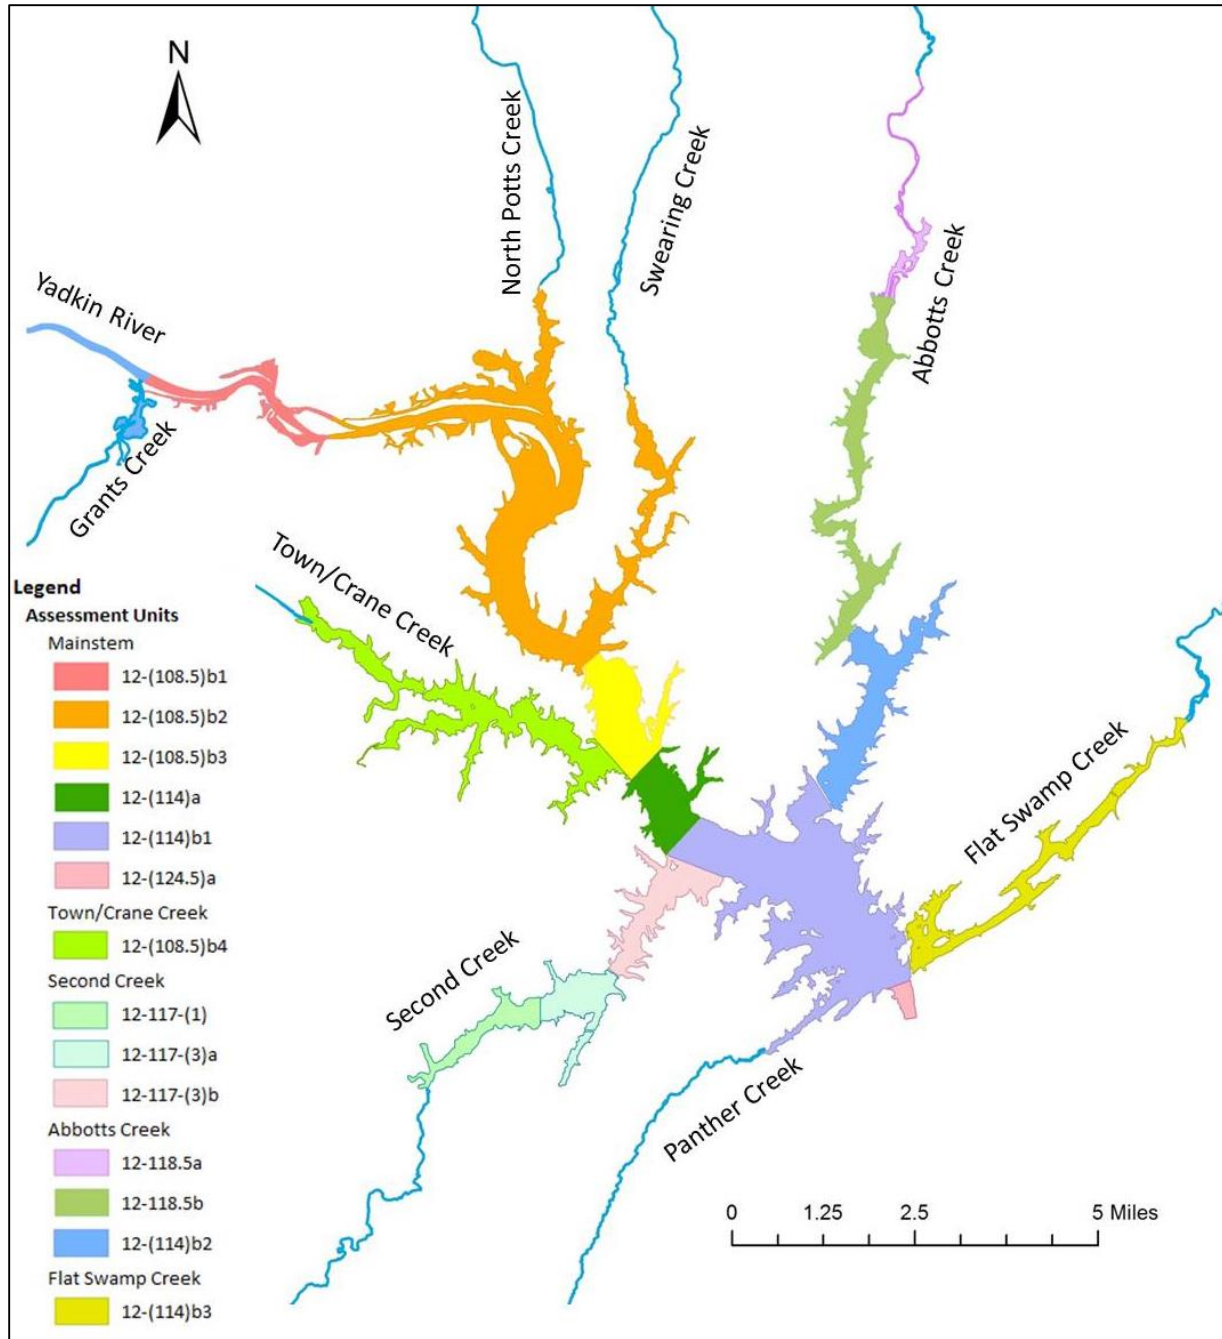 N
North Potts Creek
Swearing Creek
Abbotts Creek
Yadkin River
Grants Creek
Town/Crane Creek
Flat Swamp Creek
Second Creek
Panther Creek
Legend
Assessment Units
Mainstem
12-(108.5)b1
12-(108.5)b2
12-(108.5)b3
12-(114)a
12-(114)b1
12-(124.5)a
Town/Crane Creek
12-(108.5)b4
Second Creek
12-117-(1)
12-117-(3)a
12-117-(3)b
Abbotts Creek
12-118.5a
12-118.5b
12-(114)b2
Flat Swamp Creek
12-(114)b3
0 1.25 2.5 5 Miles